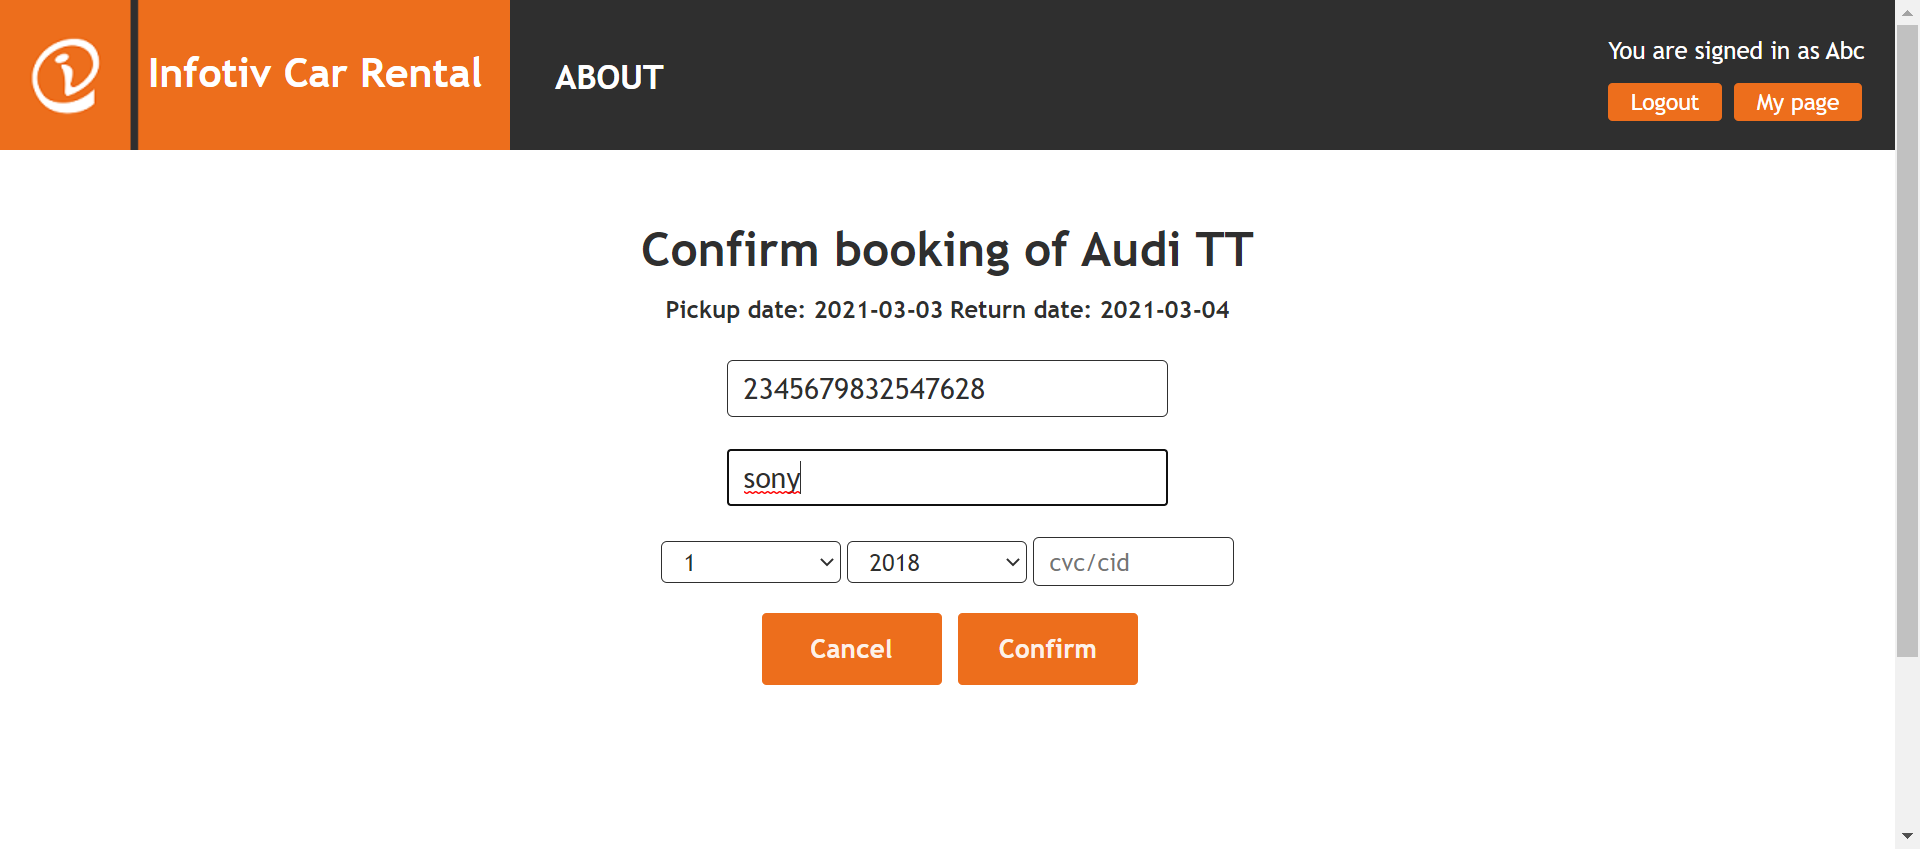 Infotiv Car Rental
ABOUT
You are signed in as Abc
Logout
My page
Confirm booking of Audi TT
Pickup date: 2021-03-03 Return date: 2021-03-04
2345679832547628
sony
1
2018
cvc/cid
Cancel
Confirm